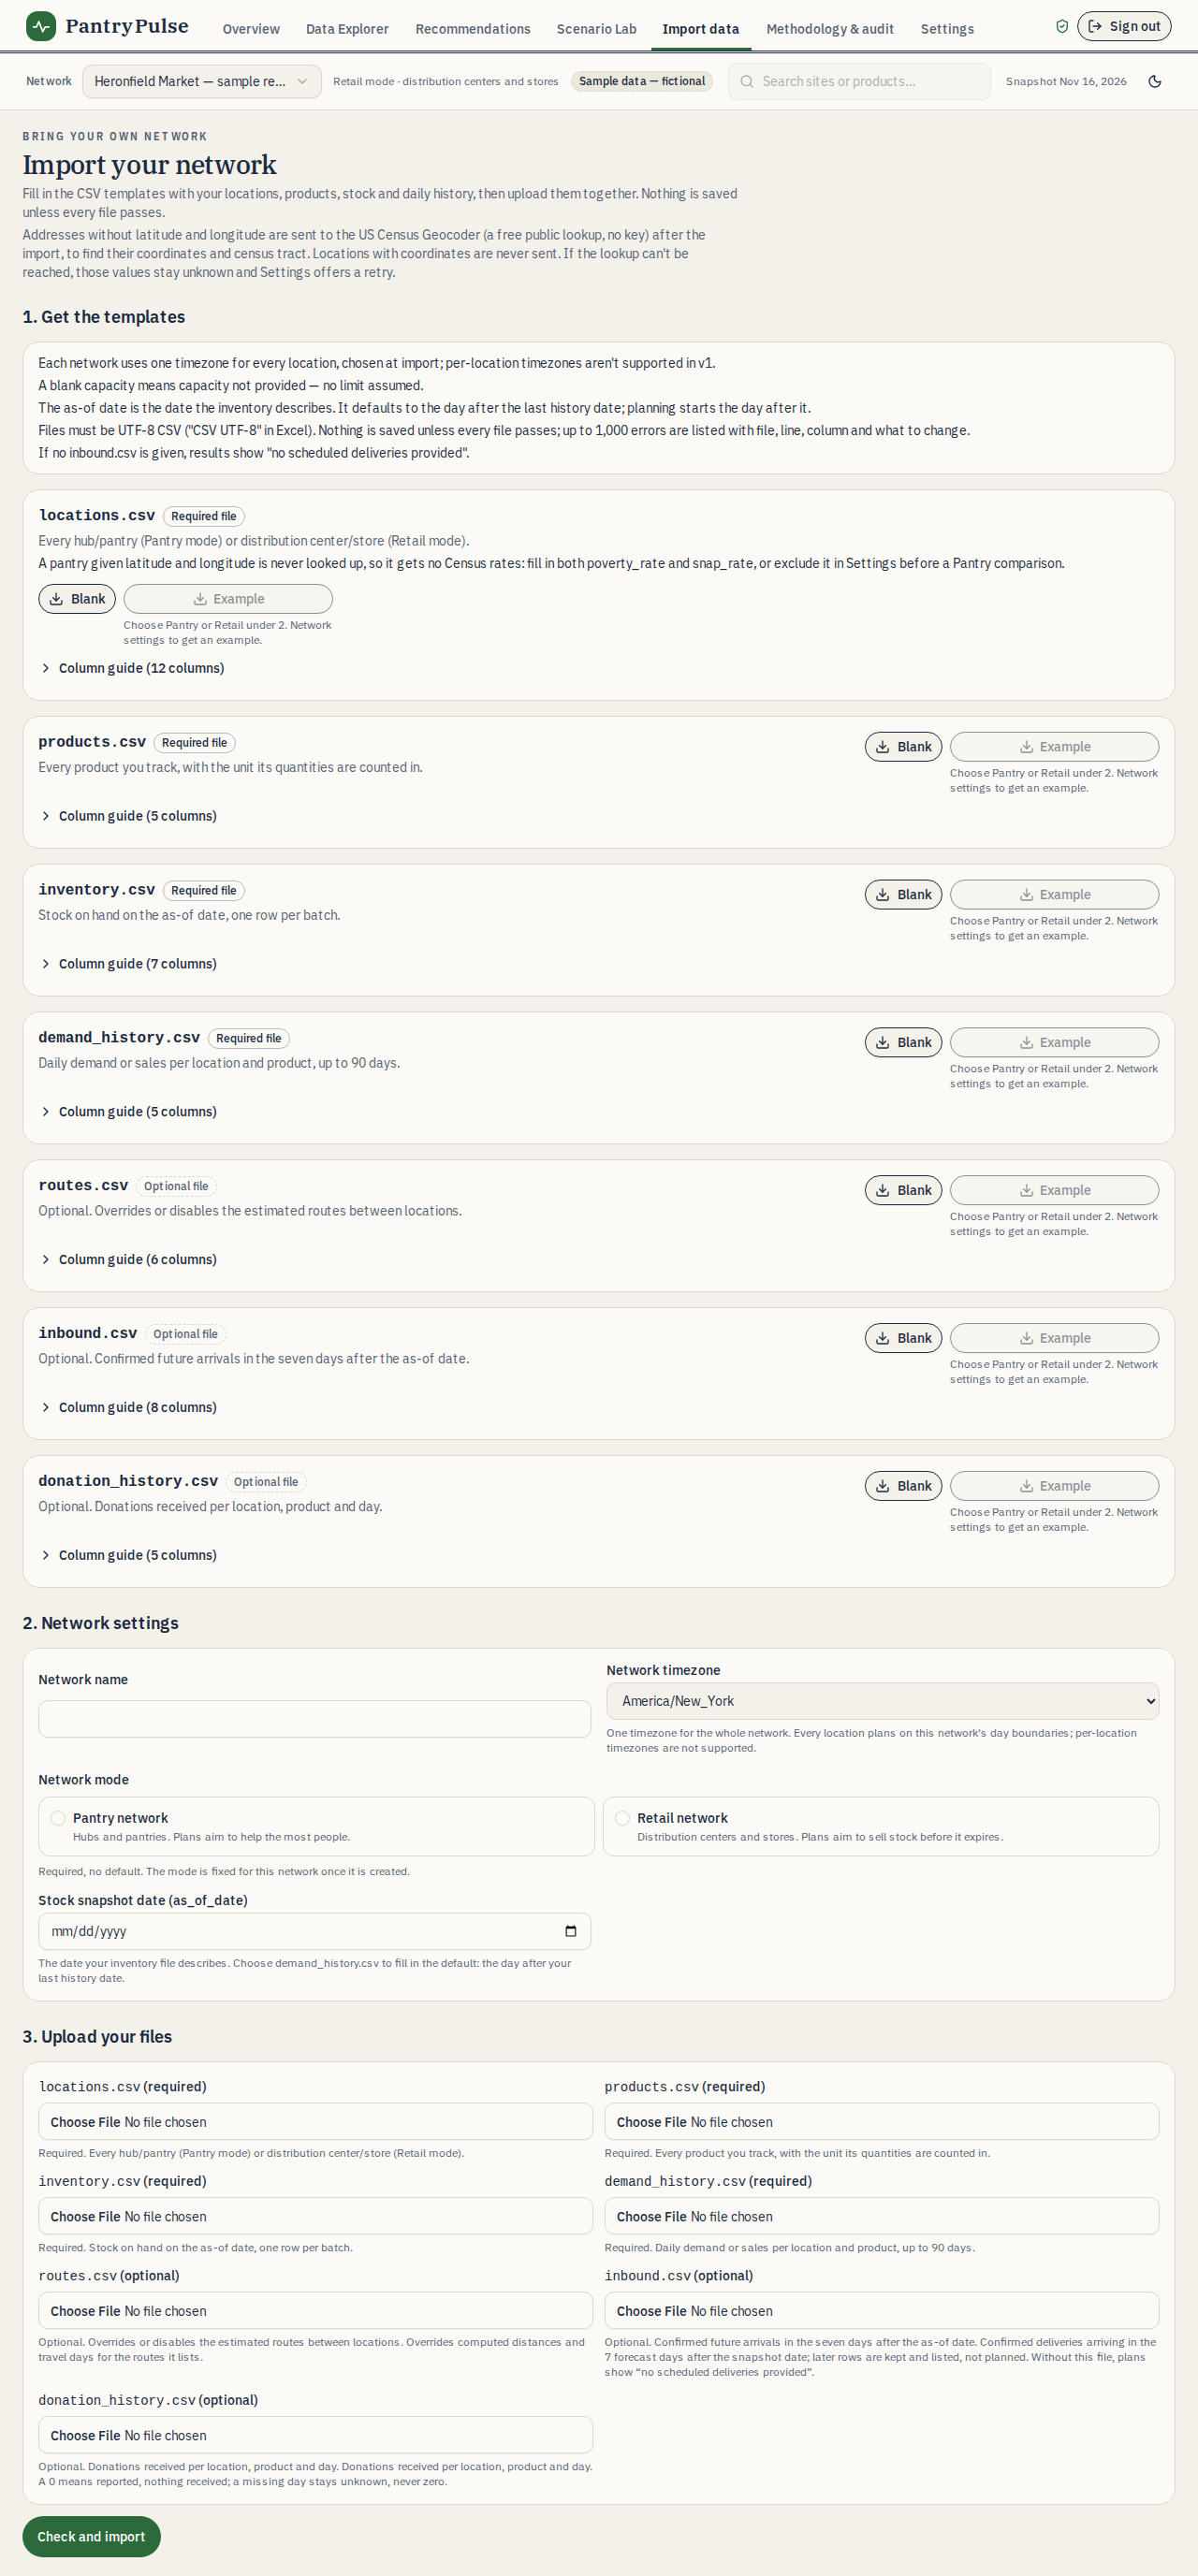 PantryPulse
Overview
Data Explorer
Recommendations
Scenario Lab
Import data
Methodology & audit
Settings
Sign out
Network
Heronfield Market — sample re...
Retail mode · distribution centers and stores
Sample data — fictional
Search sites or products...
Snapshot Nov 16, 2026
BRING YOUR OWN NETWORK
Import your network
Fill in the CSV templates with your locations, products, stock and daily history, then upload them together. Nothing is saved
unless every file passes.
Addresses without latitude and longitude are sent to the US Census Geocoder (a free public lookup, no key) after the
import, to find their coordinates and census tract. Locations with coordinates are never sent. If the lookup can't be
reached, those values stay unknown and Settings offers a retry.
1. Get the templates
Each network uses one timezone for every location, chosen at import; per-location timezones aren't supported in v1.
A blank capacity means capacity not provided — no limit assumed.
The as-of date is the date the inventory describes. It defaults to the day after the last history date; planning starts the day after it.
Files must be UTF-8 CSV ("CSV UTF-8" in Excel). Nothing is saved unless every file passes; up to 1,000 errors are listed with file, line, column and what to change.
If no inbound.csv is given, results show "no scheduled deliveries provided".
locations.csv Required file
Every hub/pantry (Pantry mode) or distribution center/store (Retail mode).
A pantry given latitude and longitude is never looked up, so it gets no Census rates: fill in both poverty_rate and snap_rate, or exclude it in Settings before a Pantry comparison.
Blank
Example
Choose Pantry or Retail under 2. Network
settings to get an example.
Column guide (12 columns)
products.csv Required file
Every product you track, with the unit its quantities are counted in.
Blank
Example
Choose Pantry or Retail under 2. Network
settings to get an example.
Column guide (5 columns)
inventory.csv Required file
Stock on hand on the as-of date, one row per batch.
Blank
Example
Choose Pantry or Retail under 2. Network
settings to get an example.
Column guide (7 columns)
demand_history.csv Required file
Daily demand or sales per location and product, up to 90 days.
Blank
Example
Choose Pantry or Retail under 2. Network
settings to get an example.
Column guide (5 columns)
routes.csv Optional file
Optional. Overrides or disables the estimated routes between locations.
Blank
Example
Choose Pantry or Retail under 2. Network
settings to get an example.
Column guide (6 columns)
inbound.csv Optional file
Optional. Confirmed future arrivals in the seven days after the as-of date.
Blank
Example
Choose Pantry or Retail under 2. Network
settings to get an example.
Column guide (8 columns)
donation_history.csv Optional file
Optional. Donations received per location, product and day.
Blank
Example
Choose Pantry or Retail under 2. Network
settings to get an example.
Column guide (5 columns)
2. Network settings
Network name
Network timezone
America/New_York
One timezone for the whole network. Every location plans on this network's day boundaries; per-location
timezones are not supported.
Network mode
Pantry network
Hubs and pantries. Plans aim to help the most people.
Retail network
Distribution centers and stores. Plans aim to sell stock before it expires.
Required, no default. The mode is fixed for this network once it is created.
Stock snapshot date (as_of_date)
mm/dd/yyyy
The date your inventory file describes. Choose demand_history.csv to fill in the default: the day after your
last history date.
3. Upload your files
locations.csv (required)
Choose File No file chosen
Required. Every hub/pantry (Pantry mode) or distribution center/store (Retail mode).
products.csv (required)
Choose File No file chosen
Required. Every product you track, with the unit its quantities are counted in.
inventory.csv (required)
Choose File No file chosen
Required. Stock on hand on the as-of date, one row per batch.
demand_history.csv (required)
Choose File No file chosen
Required. Daily demand or sales per location and product, up to 90 days.
routes.csv (optional)
Choose File No file chosen
Optional. Overrides or disables the estimated routes between locations. Overrides computed distances and
travel days for the routes it lists.
inbound.csv (optional)
Choose File No file chosen
Optional. Confirmed future arrivals in the seven days after the as-of date. Confirmed deliveries arriving in the
7 forecast days after the snapshot date; later rows are kept and listed, not planned. Without this file, plans
show “no scheduled deliveries provided”.
donation_history.csv (optional)
Choose File No file chosen
Optional. Donations received per location, product and day. Donations received per location, product and day.
A 0 means reported, nothing received; a missing day stays unknown, never zero.
Check and import